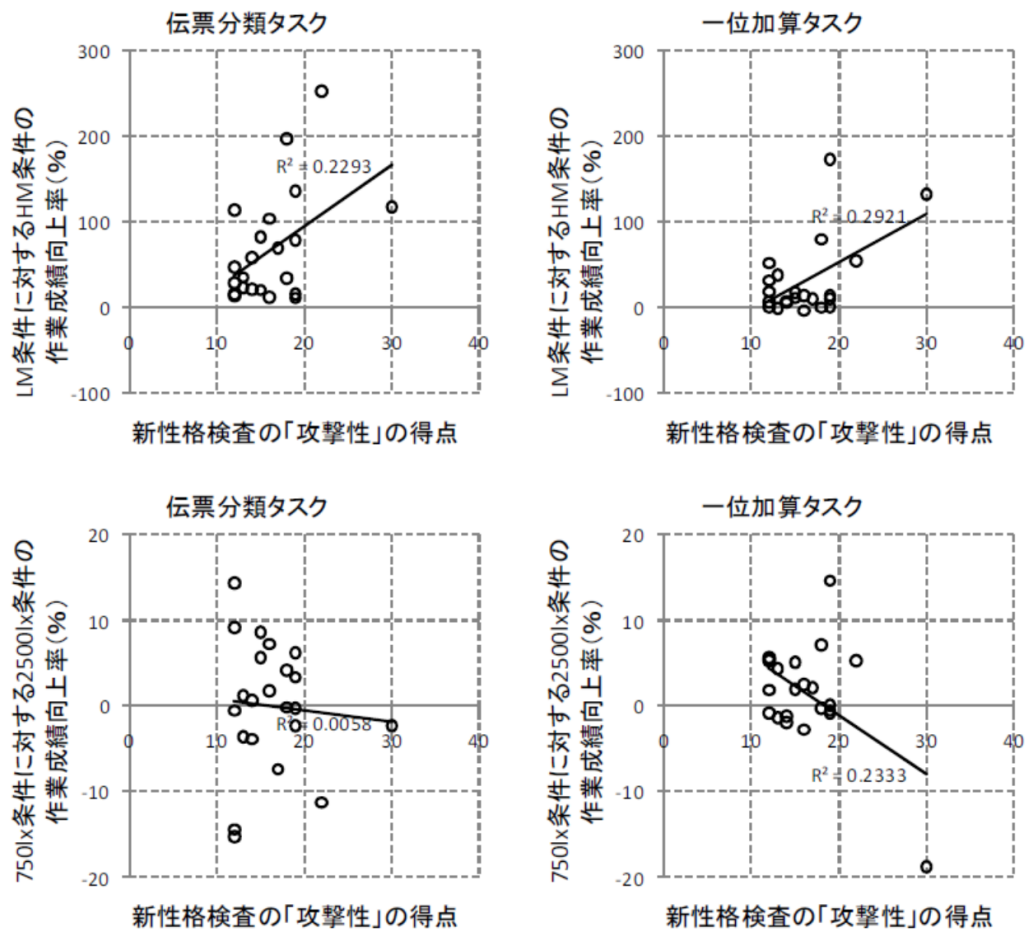 伝票分類タスク
LM条件に対するHM条件の
作業成績向上率(%)
300
200
100
0
-100
0
10
20
30
40
R² = 0.2293
新性格検査の「攻撃性」の得点
一位加算タスク
LM条件に対するHM条件の
作業成績向上率(%)
300
200
100
0
-100
0
10
20
30
40
R² = 0.2921
新性格検査の「攻撃性」の得点
伝票分類タスク
750lx条件に対する2500lx条件の
作業成績向上率(%)
20
10
0
-10
-20
0
10
20
30
40
R² = 0.0058
新性格検査の「攻撃性」の得点
一位加算タスク
750lx条件に対する2500lx条件の
作業成績向上率(%)
20
10
0
-10
-20
0
10
20
30
40
R² = 0.2333
新性格検査の「攻撃性」の得点